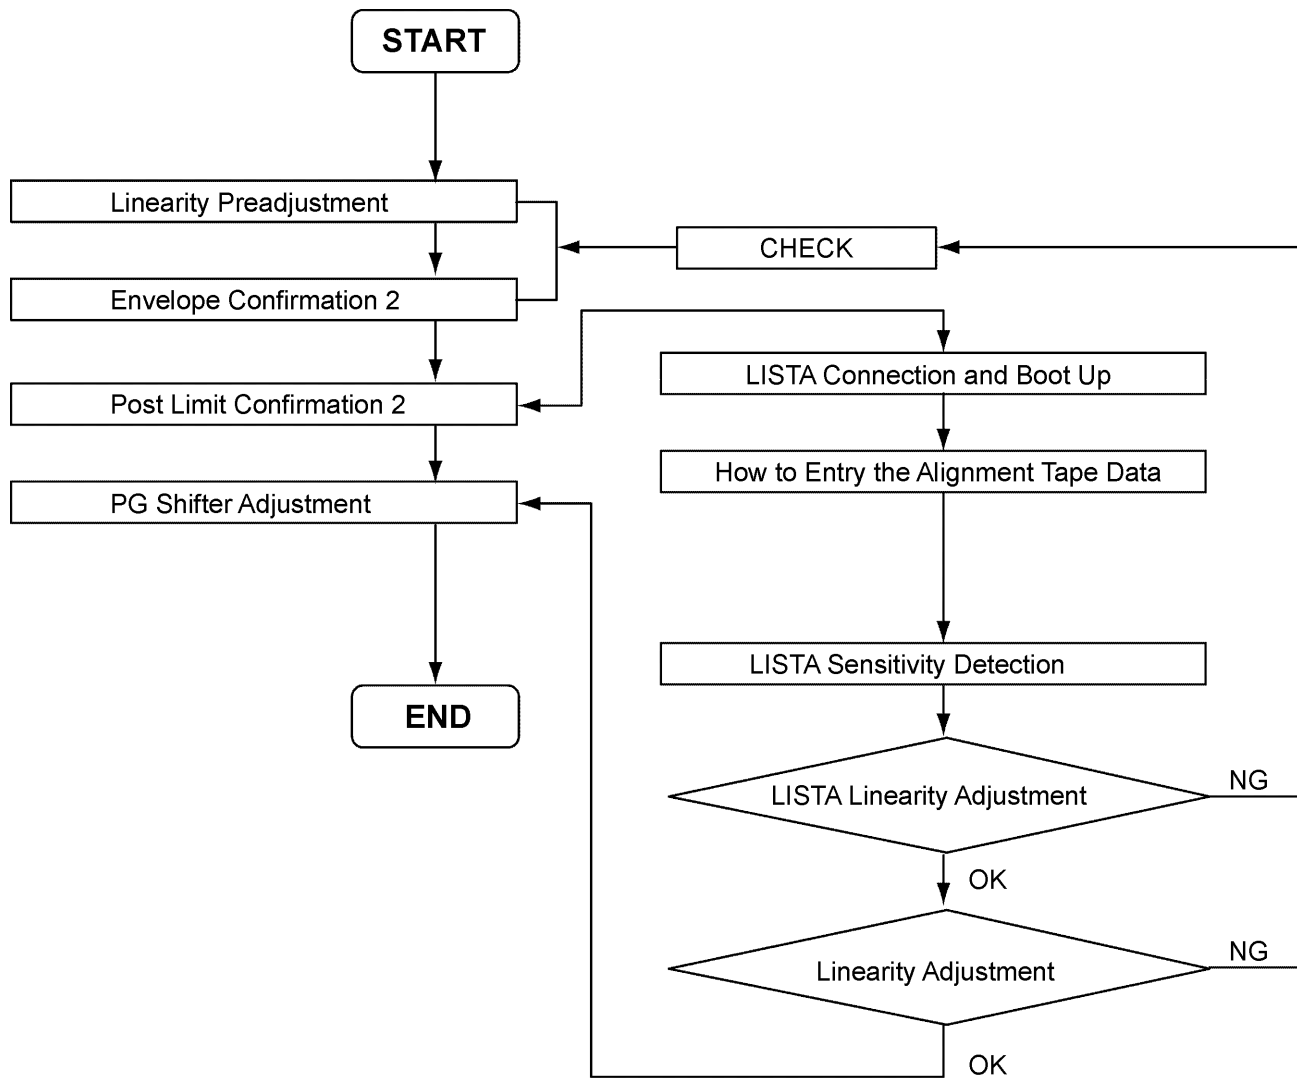 START
Linearity Preadjustment
CHECK
Envelope Confirmation 2
LISTA Connection and Boot Up
Post Limit Confirmation 2
How to Entry the Alignment Tape Data
PG Shifter Adjustment
LISTA Sensitivity Detection
END
NG
LISTA Linearity Adjustment
OK
NG
Linearity Adjustment
OK